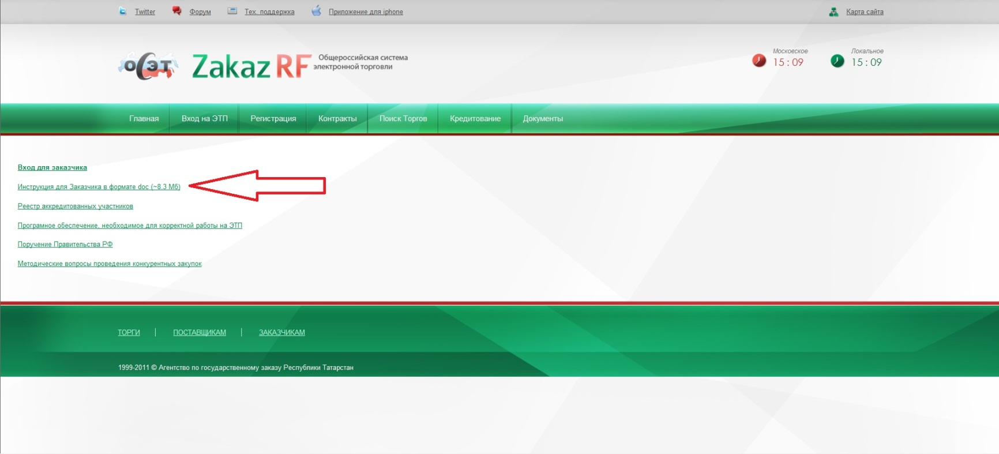 Twitter Форум Тех. поддержка Приложение для iphone Карта сайта
ОСЭТ ZakazRF Общероссийская система электронной торговли
Московское 15 : 09 Локальное 15 : 09
Главная Вход на ЭТП Регистрация Контракты Поиск Торгов Кредитование Документы
Вход для заказчика
Инструкция для Заказчика в формате doc (~8.3 Мб)
Реестр аккредитованных участников
Програмное обеспечение, необходимое для корректной работы на ЭТП
Поручение Правительства РФ
Методические вопросы проведения конкурентных закупок
ТОРГИ | ПОСТАВЩИКАМ | ЗАКАЗЧИКАМ
1999-2011 © Агентство по государственному заказу Республики Татарстан